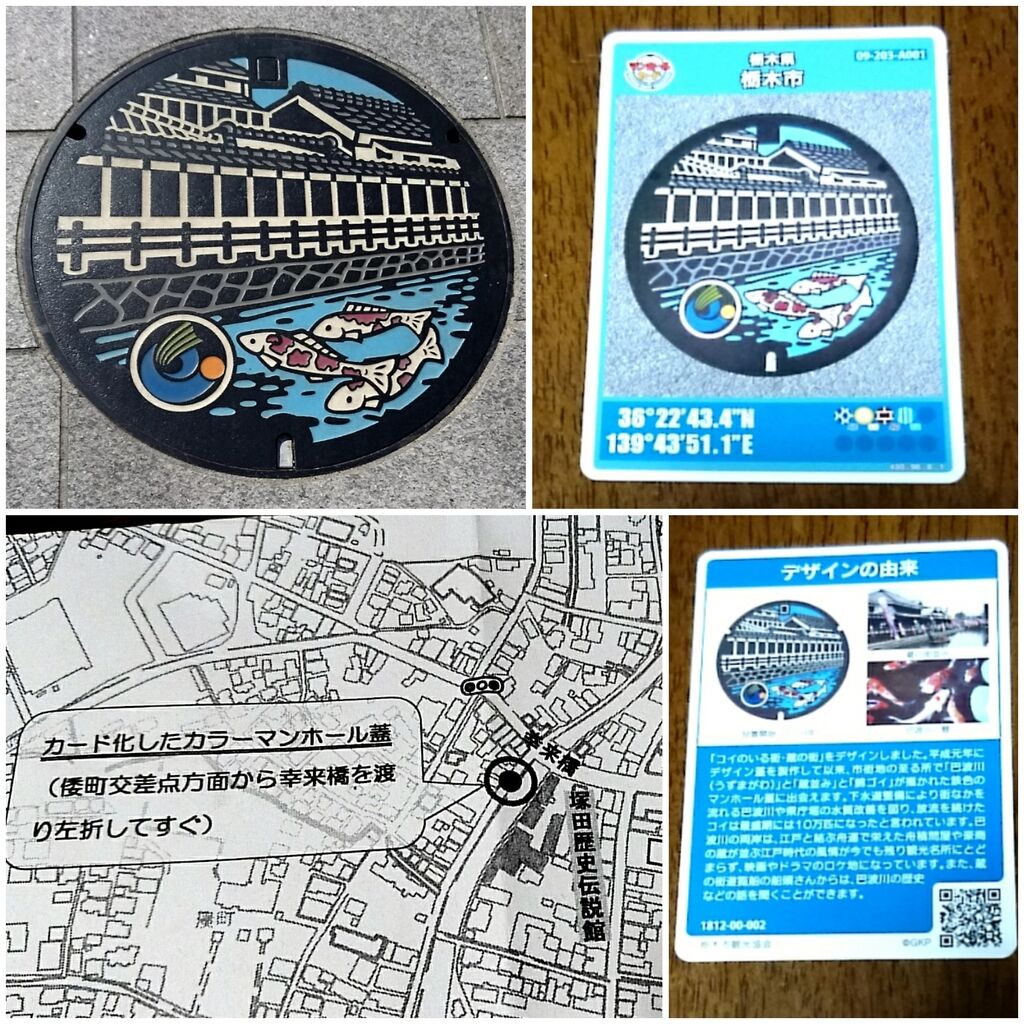 栃木県
栃木市
09-203-A001
36°22'43.4"N
139°43'51.1"E
カード化したカラーマンホール蓋
（倭町交差点方面から幸来橋を渡
り左折してすぐ）
幸来橋
塚田歴史伝説館
デザインの由来
「コイのいる街・蔵の街」をデザインしました。平成元年に
デザイン蓋を製作して以来、市街地の至る所で「巴波川
（うずまがわ）」と「蔵並み」と「錦ゴイ」が描かれた鉄色の
マンホール蓋に出会えます。下水道整備により街なかを
流れる巴波川や県庁堀の水質改善を図り、放流を続けた
コイは最盛期には10万匹になったと言われています。巴
波川の両岸は、江戸と結ぶ舟運で栄えた舟積問屋や豪商
の蔵が並ぶ江戸時代の風情が今でも残り観光名所にとど
まらず、映画やドラマのロケ地になっています。また、蔵
の街遊覧船の船頭さんからは、巴波川の歴史
などの話を聞くことができます。
1812-00-002
栃木市観光協会
©GKP